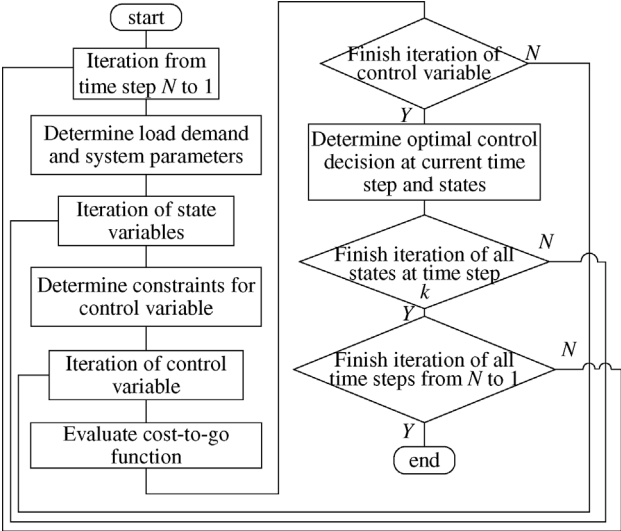 start
Iteration from
time step N to 1
Determine load demand
and system parameters
Iteration of state
variables
Determine constraints for
control variable
Iteration of control
variable
Evaluate cost-to-go
function
Finish iteration of
control variable
N
Y
Determine optimal control
decision at current time
step and states
Finish iteration of all
states at time step
k
N
Y
Finish iteration of all
time steps from N to 1
N
Y
end